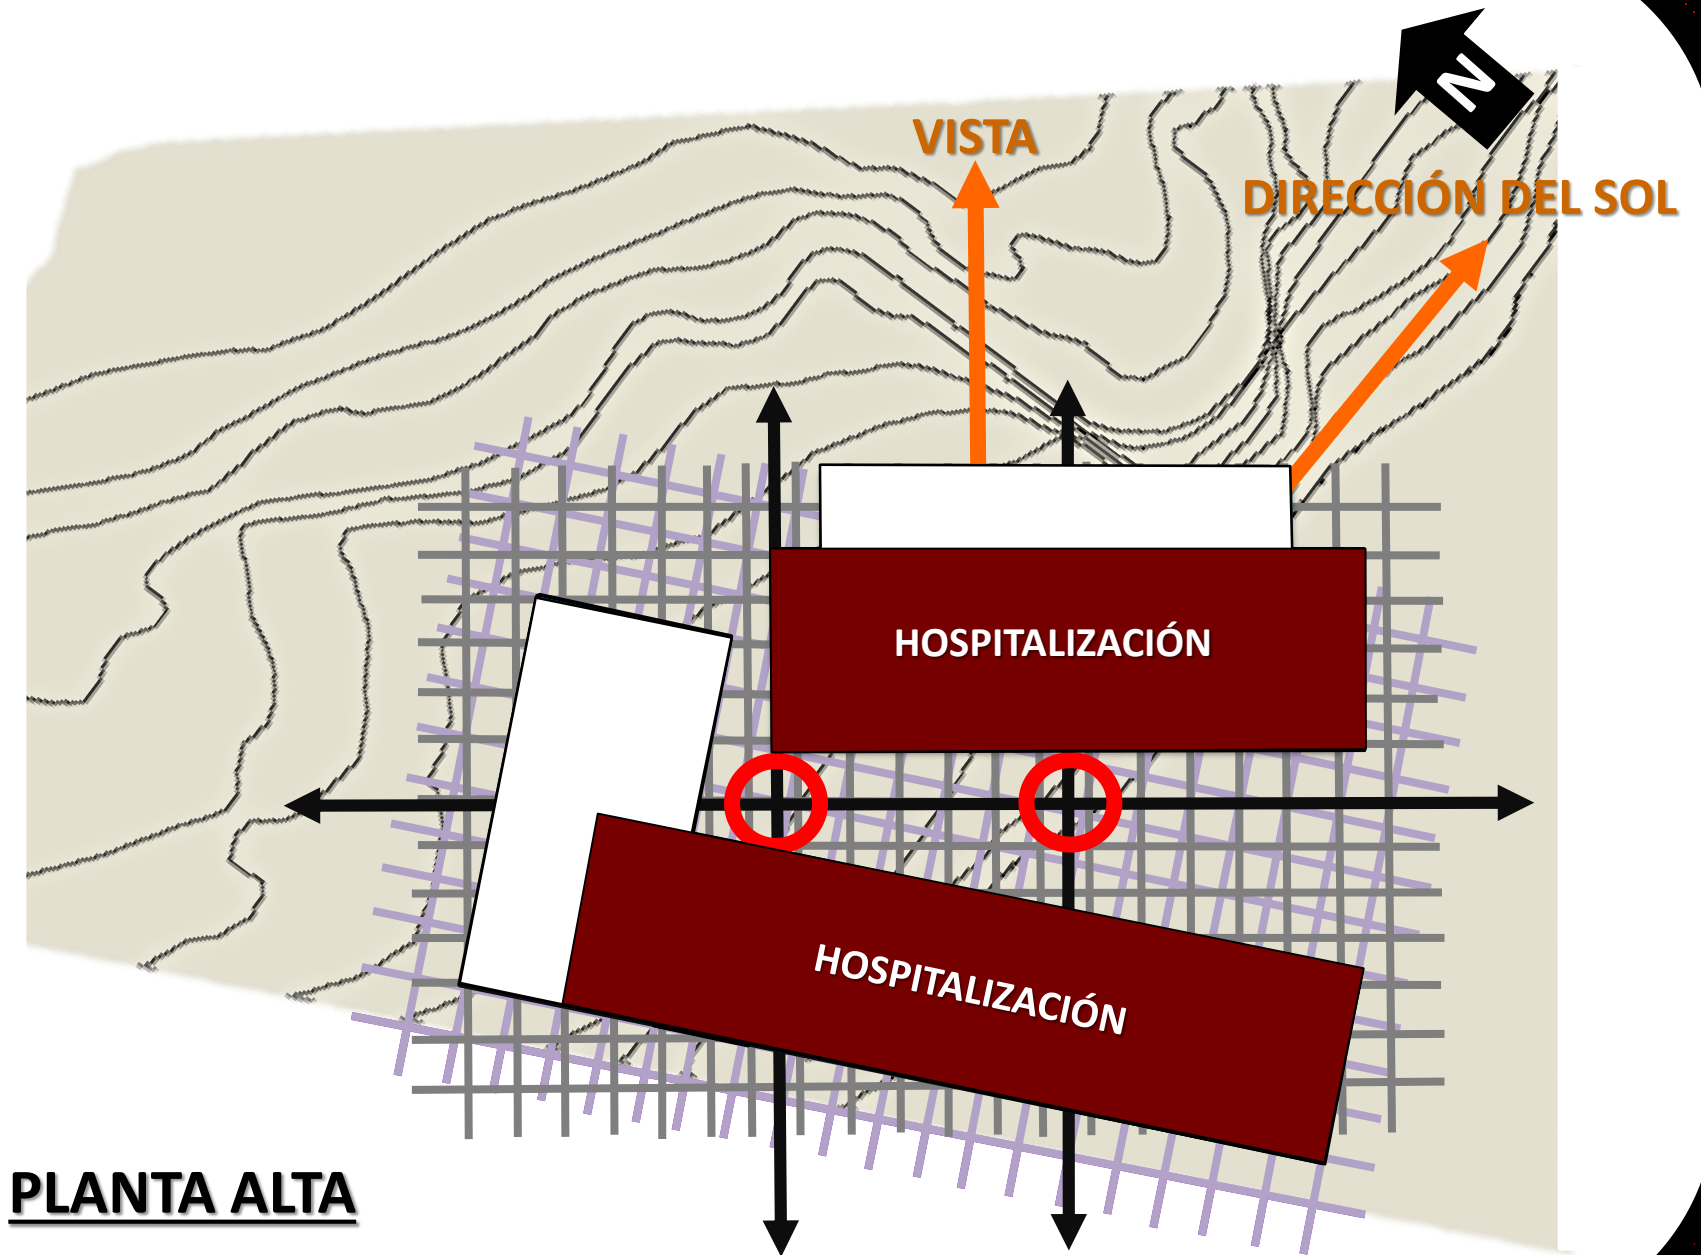 N
VISTA
DIRECCIÓN DEL SOL
HOSPITALIZACIÓN
HOSPITALIZACIÓN
PLANTA ALTA